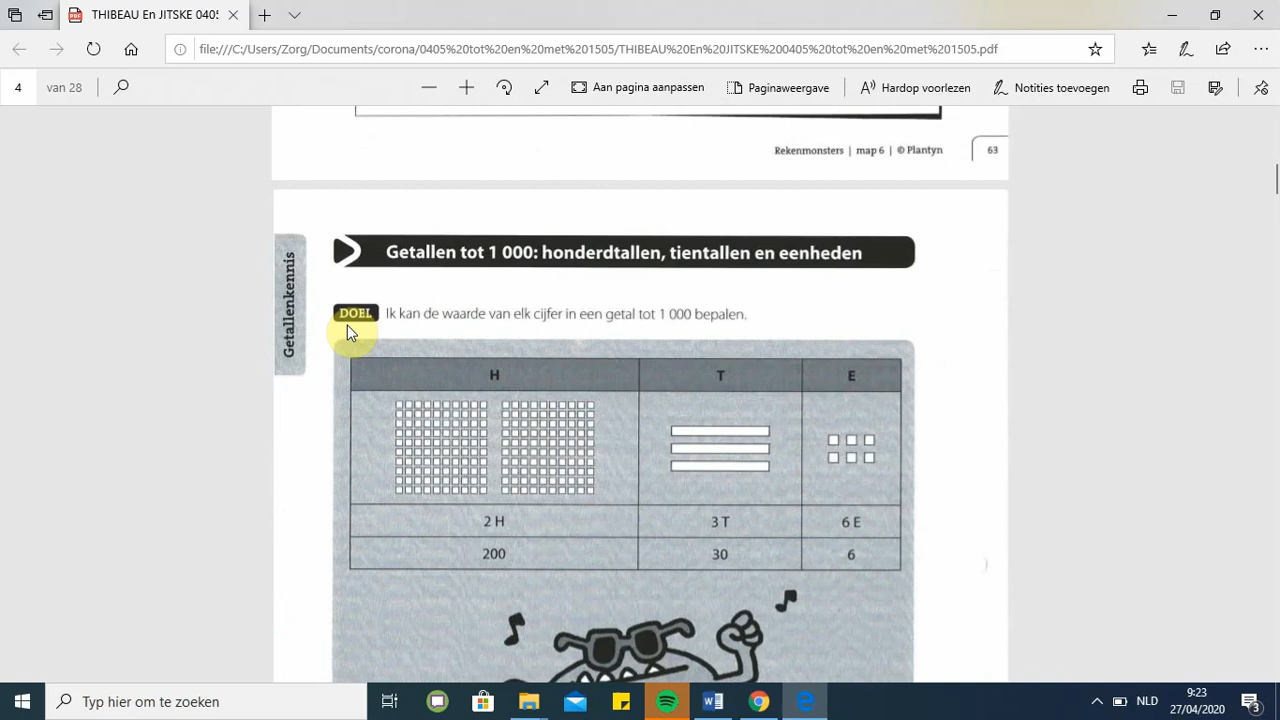 THIBEAU En JITSKE 0405
file:///C:/Users/Zorg/Documents/corona/0405%20tot%20en%20met%201505/THIBEAU%20En%20JITSKE%200405%20tot%20en%20met%201505.pdf
4 van 28 Aan pagina aanpassen Paginaweergave Hardop voorlezen Notities toevoegen
Rekenmonsters | map 6 | © Plantyn 63
Getallenkennis
Getallen tot 1 000: honderdtallen, tientallen en eenheden
DOEL Ik kan de waarde van elk cijfer in een getal tot 1 000 bepalen.
H T E
2 H 3 T 6 E
200 30 6
Typ hier om te zoeken
NLD
9:23
27/04/2020
3